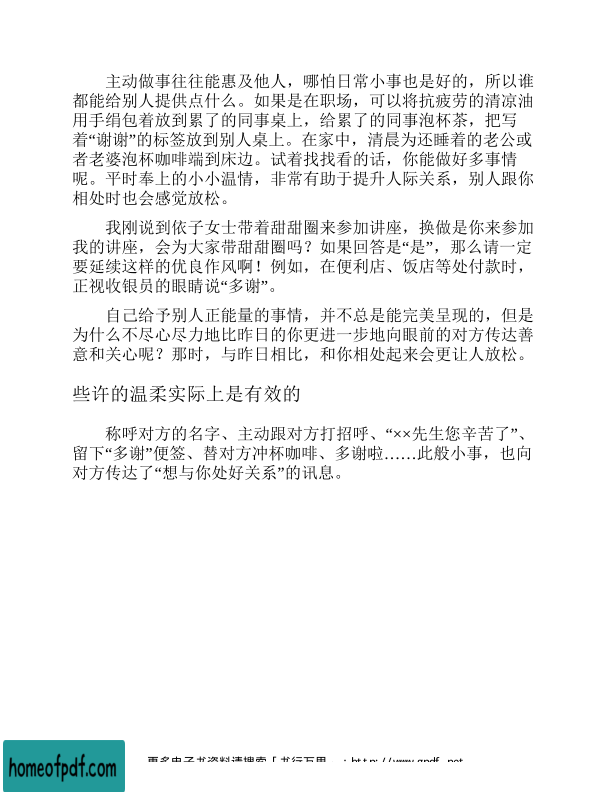 主动做事往往能惠及他人，哪怕日常小事也是好的，所以谁
都能给别人提供点什么。如果是在职场，可以将抗疲劳的清凉油
用手绢包着放到累了的同事桌上，给累了的同事泡杯茶，把写
着“谢谢”的标签放到别人桌上。在家中，清晨为还睡着的老公或
者老婆泡杯咖啡端到床边。试着找找看的话，你能做好多事情
呢。平时奉上的小小温情，非常有助于提升人际关系，别人跟你
相处时也会感觉放松。
我刚说到依子女士带着甜甜圈来参加讲座，换做是你来参加
我的讲座，会为大家带甜甜圈吗？如果回答是“是”，那么请一定
要延续这样的优良作风啊！例如，在便利店、饭店等处付款时，
正视收银员的眼睛说“多谢”。
自己给予别人正能量的事情，并不总是能完美呈现的，但是
为什么不尽心尽力地比昨日的你更进一步地向眼前的对方传达善
意和关心呢？那时，与昨日相比，和你相处起来会更让人放松。
些许的温柔实际上是有效的
称呼对方的名字、主动跟对方打招呼、“××先生您辛苦了”、
留下“多谢”便签、替对方冲杯咖啡、多谢啦……此般小事，也向
对方传达了“想与你处好关系”的讯息。
更多电子书资料请搜索「书行万里
homeofpdf.com